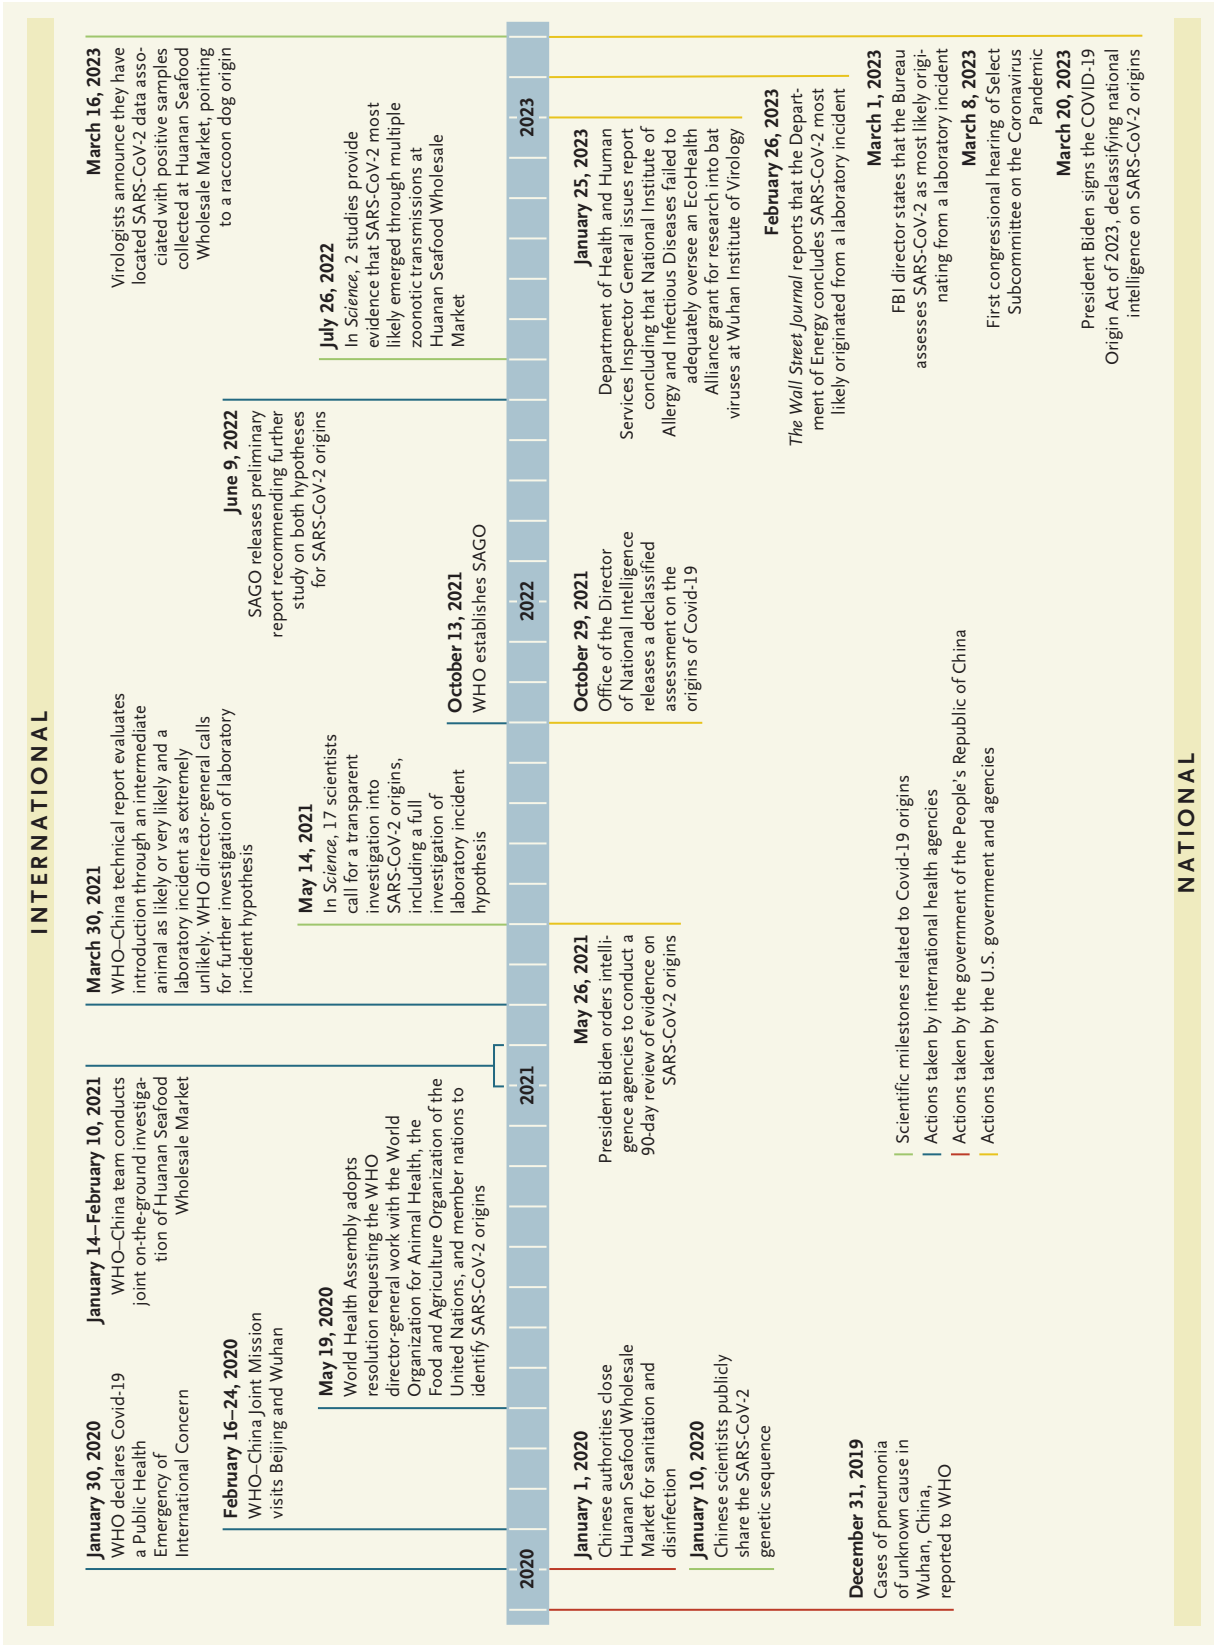 INTERNATIONAL
January 30, 2020
WHO declares Covid-19
a Public Health
Emergency of
International Concern
February 16–24, 2020
WHO–China Joint Mission
visits Beijing and Wuhan
May 19, 2020
World Health Assembly adopts
resolution requesting the WHO
director-general work with the World
Organization for Animal Health, the
Food and Agriculture Organization of the
United Nations, and member nations to
identify SARS-CoV-2 origins
January 14–February 10, 2021
WHO–China team conducts
joint on-the-ground investiga-
tion of Huanan Seafood
Wholesale Market
March 30, 2021
WHO–China technical report evaluates
introduction through an intermediate
animal as likely or very likely and a
laboratory incident as extremely
unlikely. WHO director-general calls
for further investigation of laboratory
incident hypothesis
May 14, 2021
In Science, 17 scientists
call for a transparent
investigation into
SARS-CoV-2 origins,
including a full
investigation of
laboratory incident
hypothesis
October 13, 2021
WHO establishes SAGO
June 9, 2022
SAGO releases preliminary
report recommending further
study on both hypotheses
for SARS-CoV-2 origins
July 26, 2022
In Science, 2 studies provide
evidence that SARS-CoV-2 most
likely emerged through multiple
zoonotic transmissions at
Huanan Seafood Wholesale
Market
March 16, 2023
Virologists announce they have
located SARS-CoV-2 data asso-
ciated with positive samples
collected at Huanan Seafood
Wholesale Market, pointing
to a raccoon dog origin
2020
2021
2022
2023
December 31, 2019
Cases of pneumonia
of unknown cause in
Wuhan, China,
reported to WHO
January 1, 2020
Chinese authorities close
Huanan Seafood Wholesale
Market for sanitation and
disinfection
January 10, 2020
Chinese scientists publicly
share the SARS-CoV-2
genetic sequence
May 26, 2021
President Biden orders intelli-
gence agencies to conduct a
90-day review of evidence on
SARS-CoV-2 origins
October 29, 2021
Office of the Director
of National Intelligence
releases a declassified
assessment on the
origins of Covid-19
January 25, 2023
Department of Health and Human
Services Inspector General issues report
concluding that National Institute of
Allergy and Infectious Diseases failed to
adequately oversee an EcoHealth
Alliance grant for research into bat
viruses at Wuhan Institute of Virology
February 26, 2023
The Wall Street Journal reports that the Depart-
ment of Energy concludes SARS-CoV-2 most
likely originated from a laboratory incident
March 1, 2023
FBI director states that the Bureau
assesses SARS-CoV-2 as most likely origi-
nating from a laboratory incident
March 8, 2023
First congressional hearing of Select
Subcommittee on the Coronavirus
Pandemic
March 20, 2023
President Biden signs the COVID-19
Origin Act of 2023, declassifying national
intelligence on SARS-CoV-2 origins
Scientific milestones related to Covid-19 origins
Actions taken by international health agencies
Actions taken by the government of the People's Republic of China
Actions taken by the U.S. government and agencies
NATIONAL